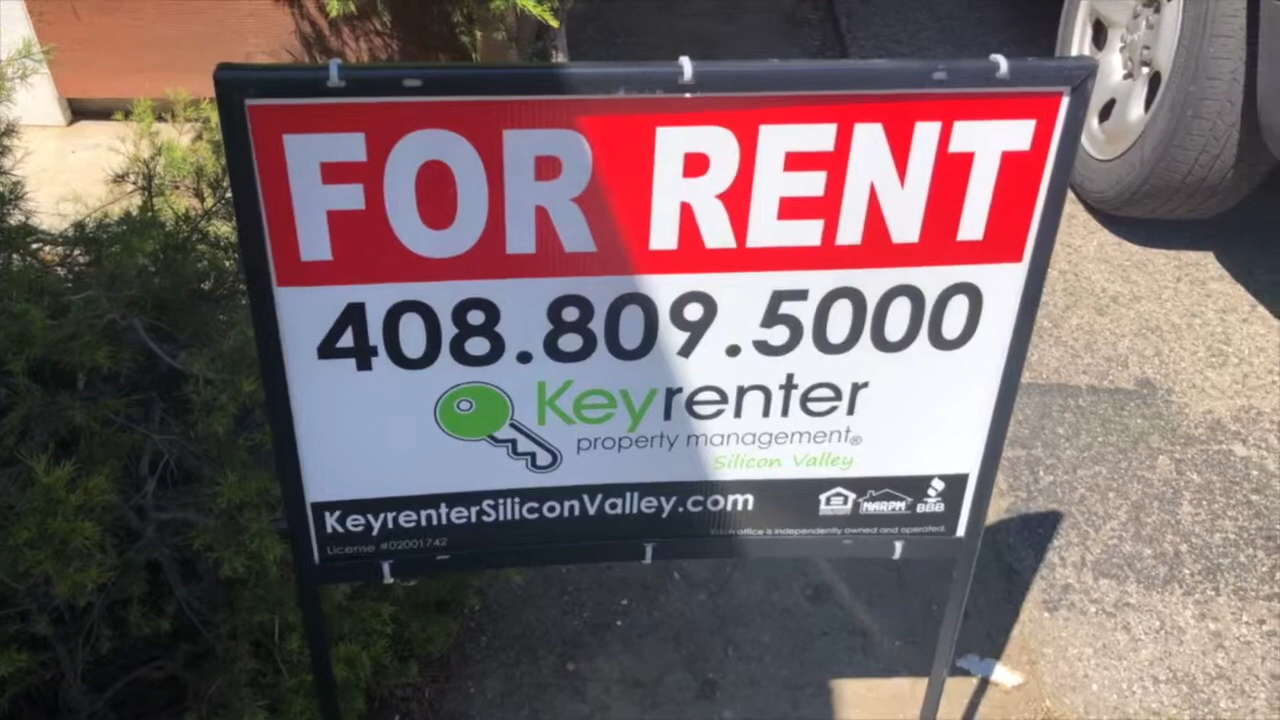 FOR RENT
408.809.5000
Keyrenter
property management®
Silicon Valley
KeyrenterSiliconValley.com
NARPM
BBB
License #02001742
Each office is independently owned and operated.